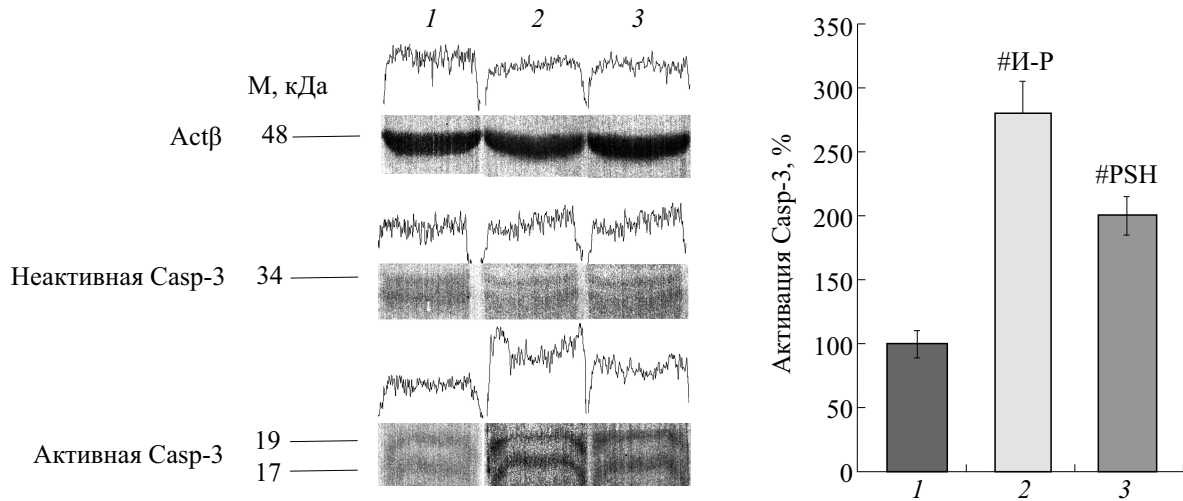 1 2 3
М, кДа
Actβ 48
Неактивная Casp-3 34
Активная Casp-3
19
17
Активация Casp-3, %
350
300
250
200
150
100
50
0
#И-Р
#PSH
1 2 3